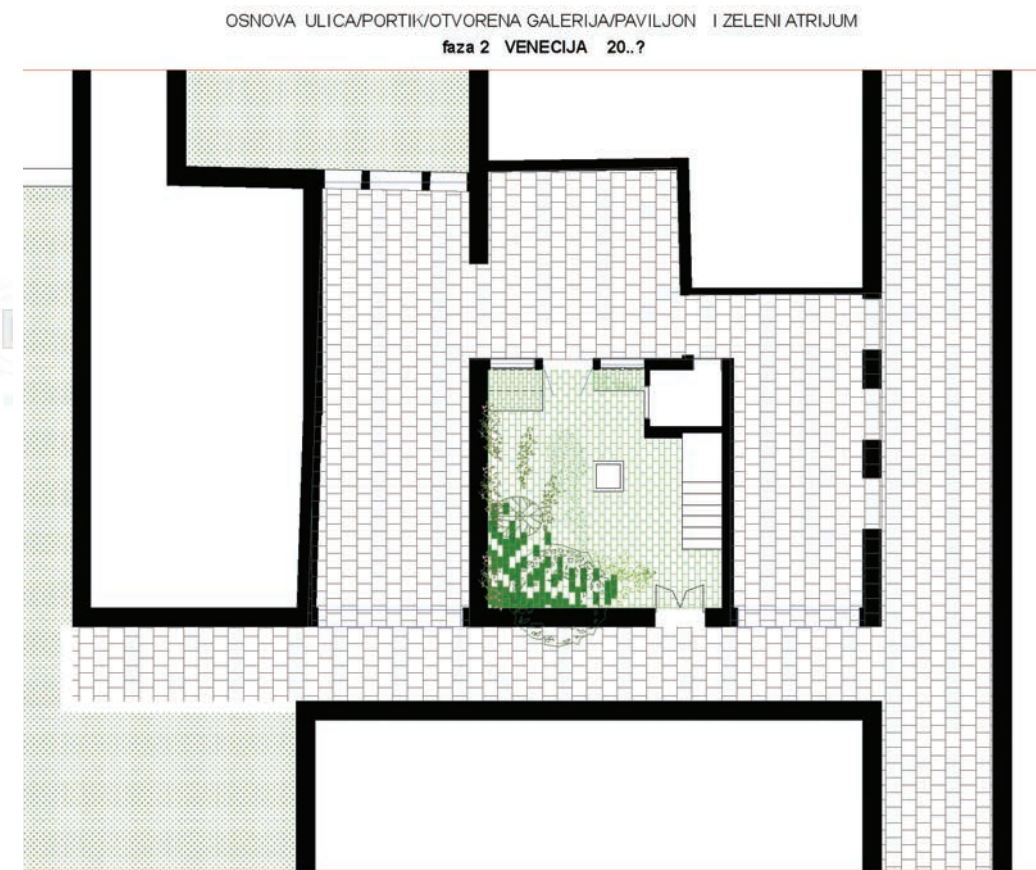 OSNOVA ULICA/PORTIK/OTVORENA GALERIJA/PAVILJON I ZELENI ATRIJUM
faza 2 VENECIJA 20..?